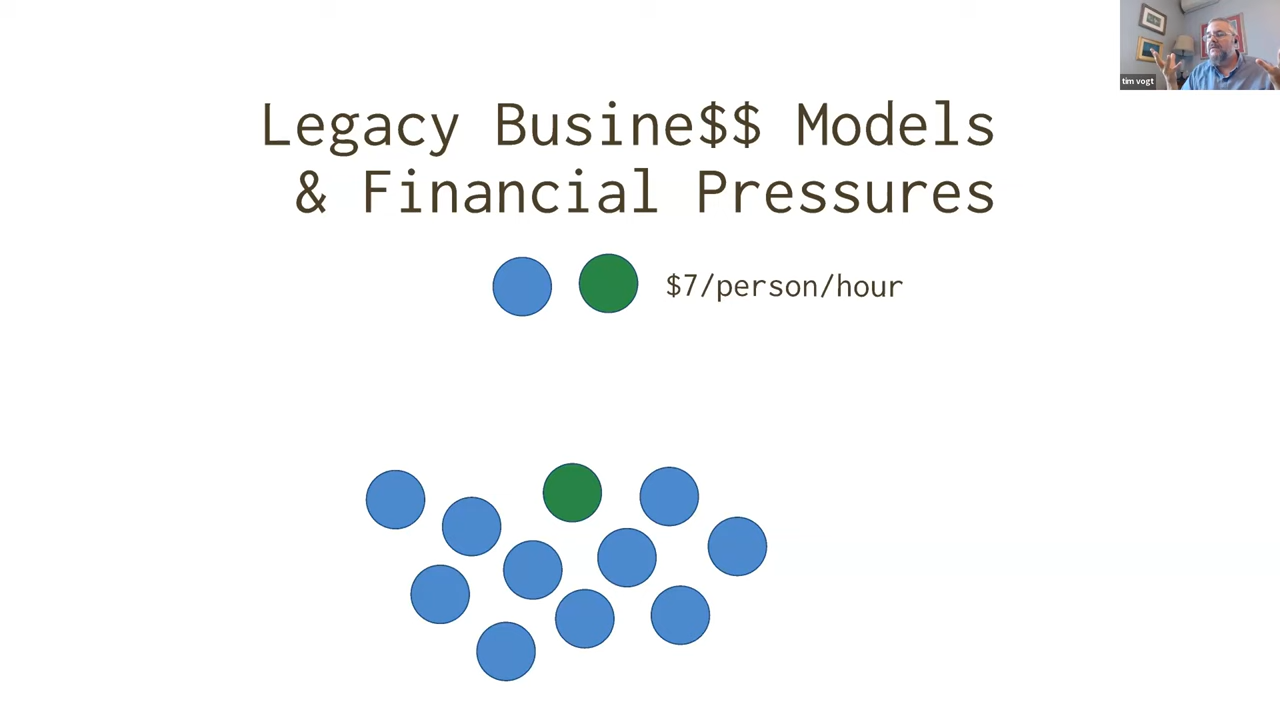 Legacy Busine$$ Models
& Financial Pressures
$7/person/hour
tim vogt